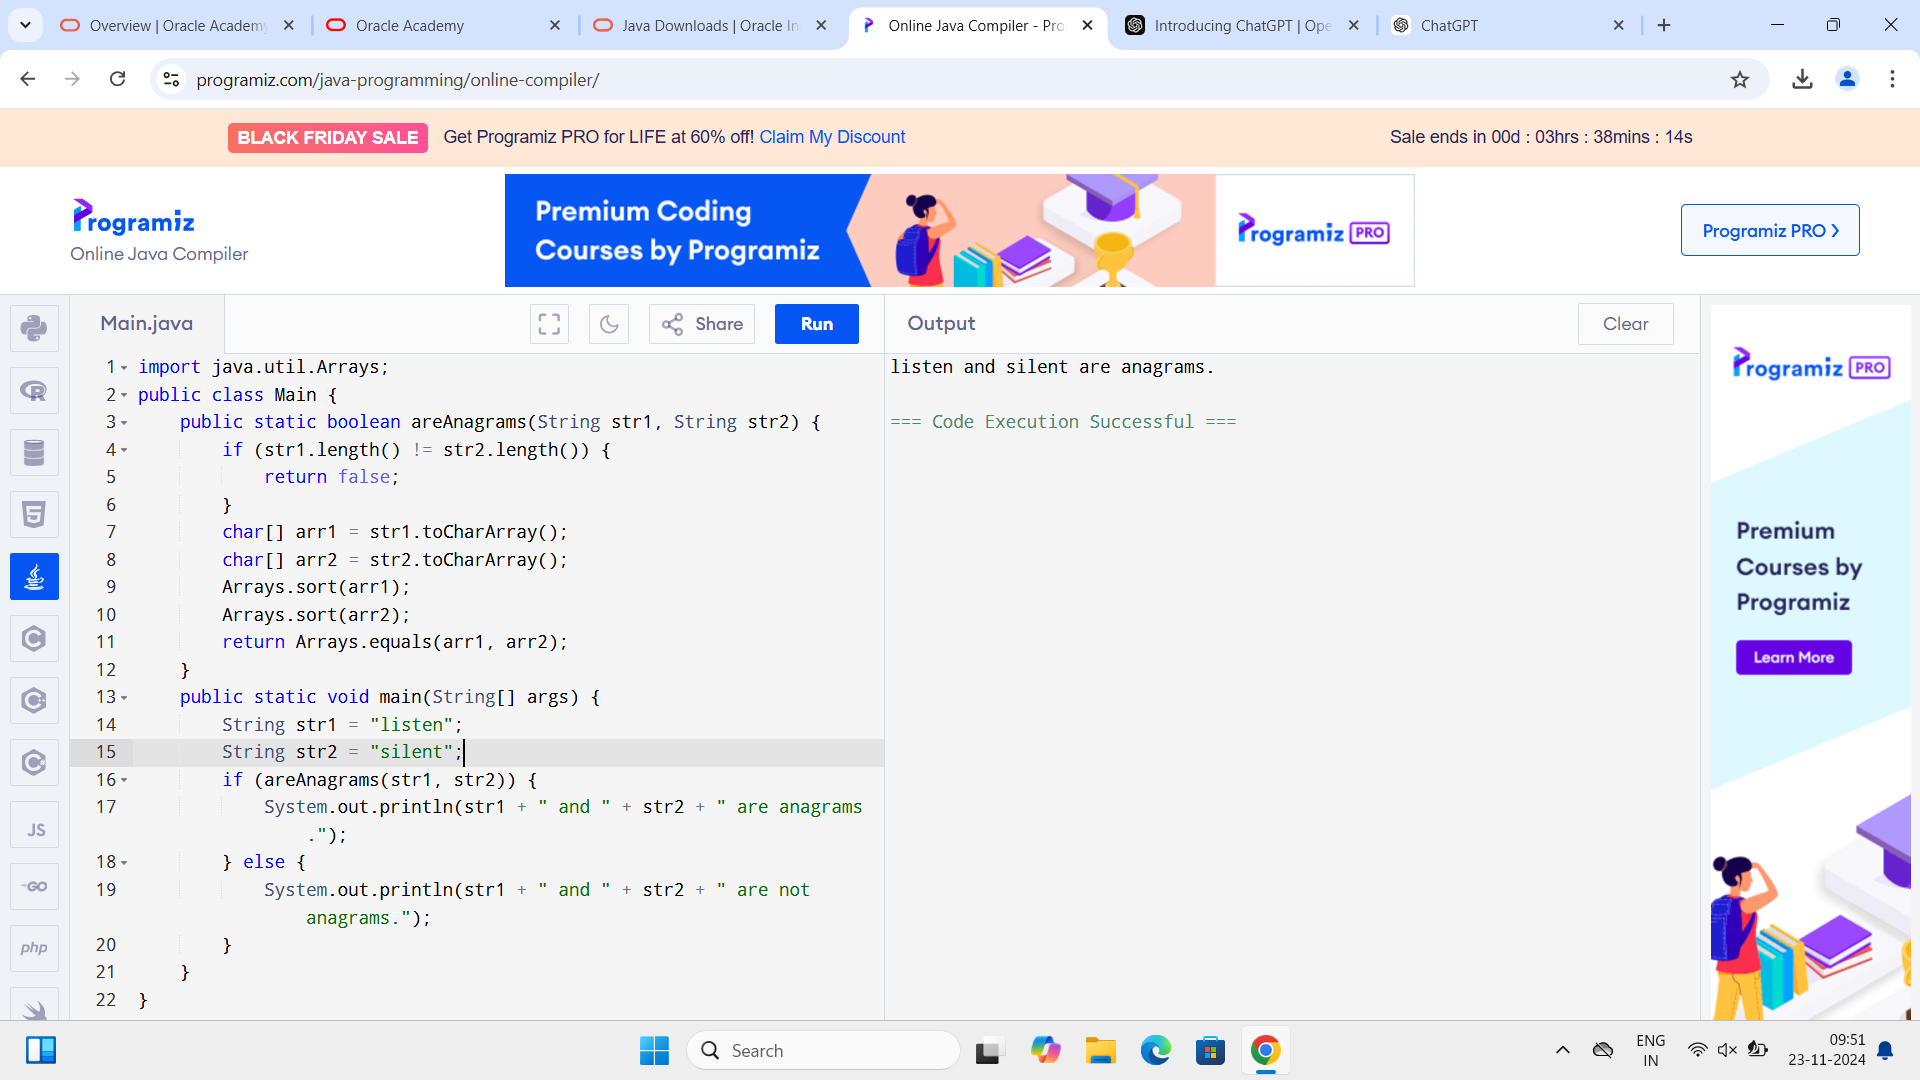 Overview | Oracle Academy
Oracle Academy
Java Downloads | Oracle In
Online Java Compiler - Pro
Introducing ChatGPT | Ope
ChatGPT
programiz.com/java-programming/online-compiler/
BLACK FRIDAY SALE Get Programiz PRO for LIFE at 60% off! Claim My Discount
Sale ends in 00d : 03hrs : 38mins : 14s
Programiz
Online Java Compiler
Premium Coding
Courses by Programiz
Programiz PRO
Programiz PRO
Main.java
Share
Run
Output
Clear
1 import java.util.Arrays;
2 public class Main {
3 public static boolean areAnagrams(String str1, String str2) {
4 if (str1.length() != str2.length()) {
5 return false;
6 }
7 char[] arr1 = str1.toCharArray();
8 char[] arr2 = str2.toCharArray();
9 Arrays.sort(arr1);
10 Arrays.sort(arr2);
11 return Arrays.equals(arr1, arr2);
12 }
13 public static void main(String[] args) {
14 String str1 = "listen";
15 String str2 = "silent";
16 if (areAnagrams(str1, str2)) {
17 System.out.println(str1 + " and " + str2 + " are anagrams
.");
18 } else {
19 System.out.println(str1 + " and " + str2 + " are not
anagrams.");
20 }
21 }
22 }
listen and silent are anagrams.
=== Code Execution Successful ===
Programiz PRO
Premium
Courses by
Programiz
Learn More
JS
GO
php
Search
ENG
IN
09:51
23-11-2024